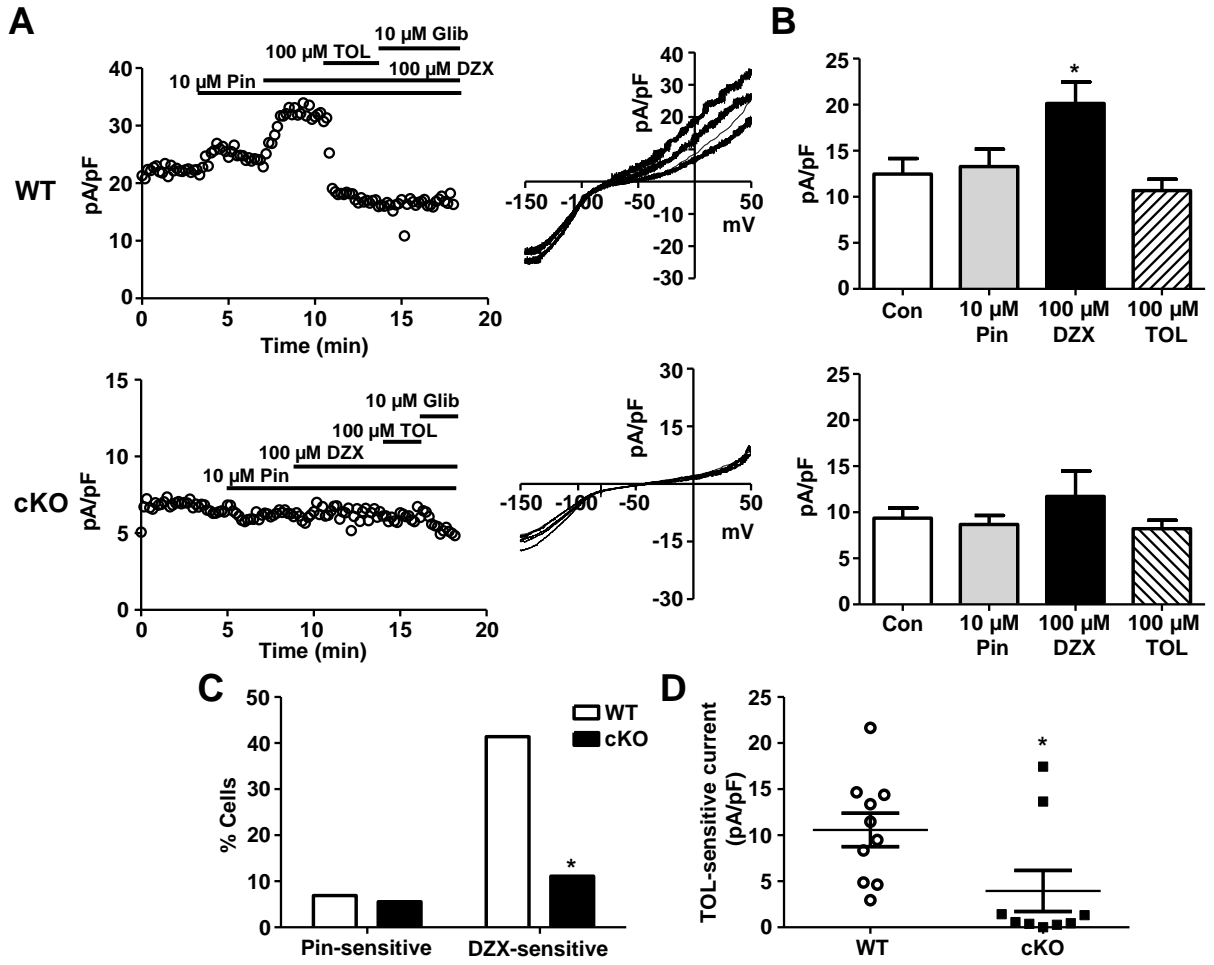 A
WT
pA/pF
40
30
20
10
0
10 µM Pin
100 µM TOL
10 µM Glib
100 µM DZX
0 5 10 15 20
Time (min)
pA/pF
40
30
20
10
-10
-20
-30
-150 -100 -50 50
mV
B
pA/pF
25
20
15
10
5
0
*
Con
10 µM
Pin
100 µM
DZX
100 µM
TOL
cKO
pA/pF
15
10
5
0
10 µM Glib
100 µM TOL
100 µM DZX
10 µM Pin
0 5 10 15 20
Time (min)
pA/pF
30
15
-15
-30
-150 -100 -50 0 50
mV
pA/pF
25
20
15
10
5
0
Con
10 µM
Pin
100 µM
DZX
100 µM
TOL
C
% Cells
50
40
30
20
10
0
WT
cKO
*
Pin-sensitive
DZX-sensitive
D
TOL-sensitive current
(pA/pF)
25
20
15
10
5
0
*
WT
cKO